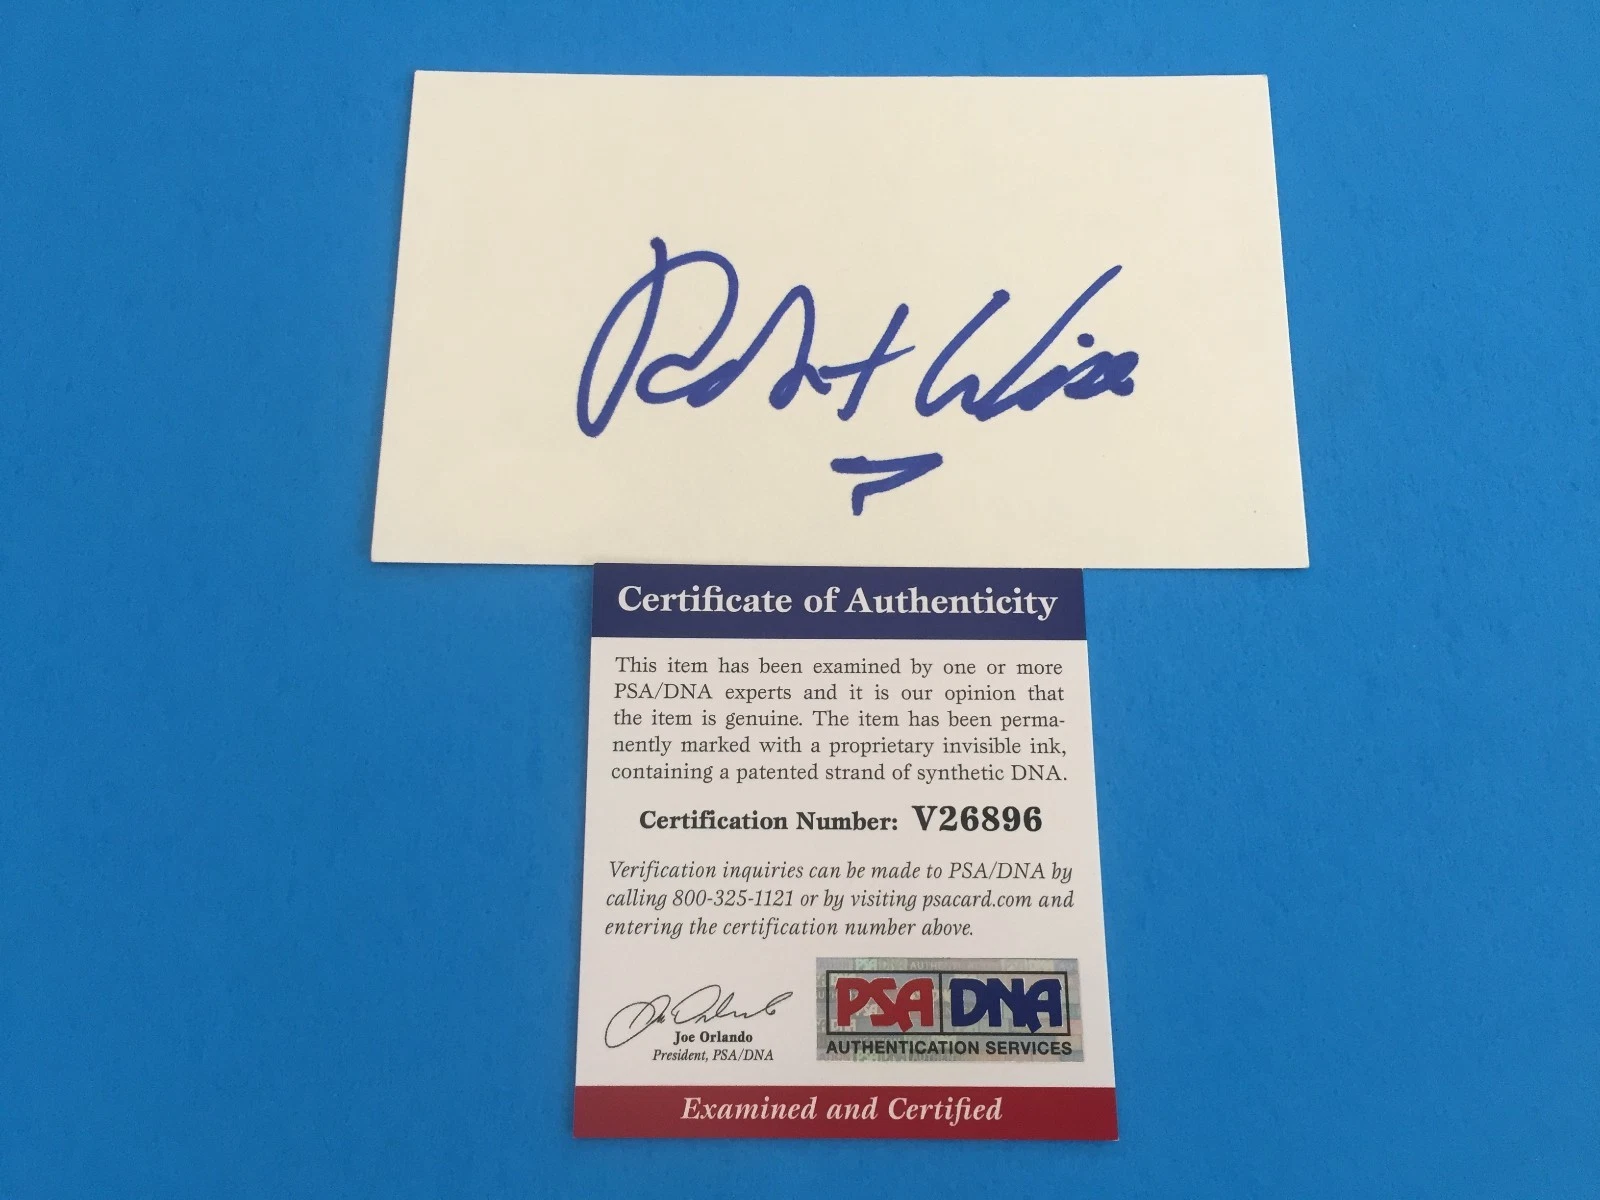 Robert Wise
Certificate of Authenticity
This item has been examined by one or more
PSA/DNA experts and it is our opinion that
the item is genuine. The item has been perma-
nently marked with a proprietary invisible ink,
containing a patented strand of synthetic DNA.
Certification Number: V26896
Verification inquiries can be made to PSA/DNA by
calling 800-325-1121 or by visiting psacard.com and
entering the certification number above.
Joe Orlando
Joe Orlando
President, PSA/DNA
PSA DNA
AUTHENTICATION SERVICES
Examined and Certified